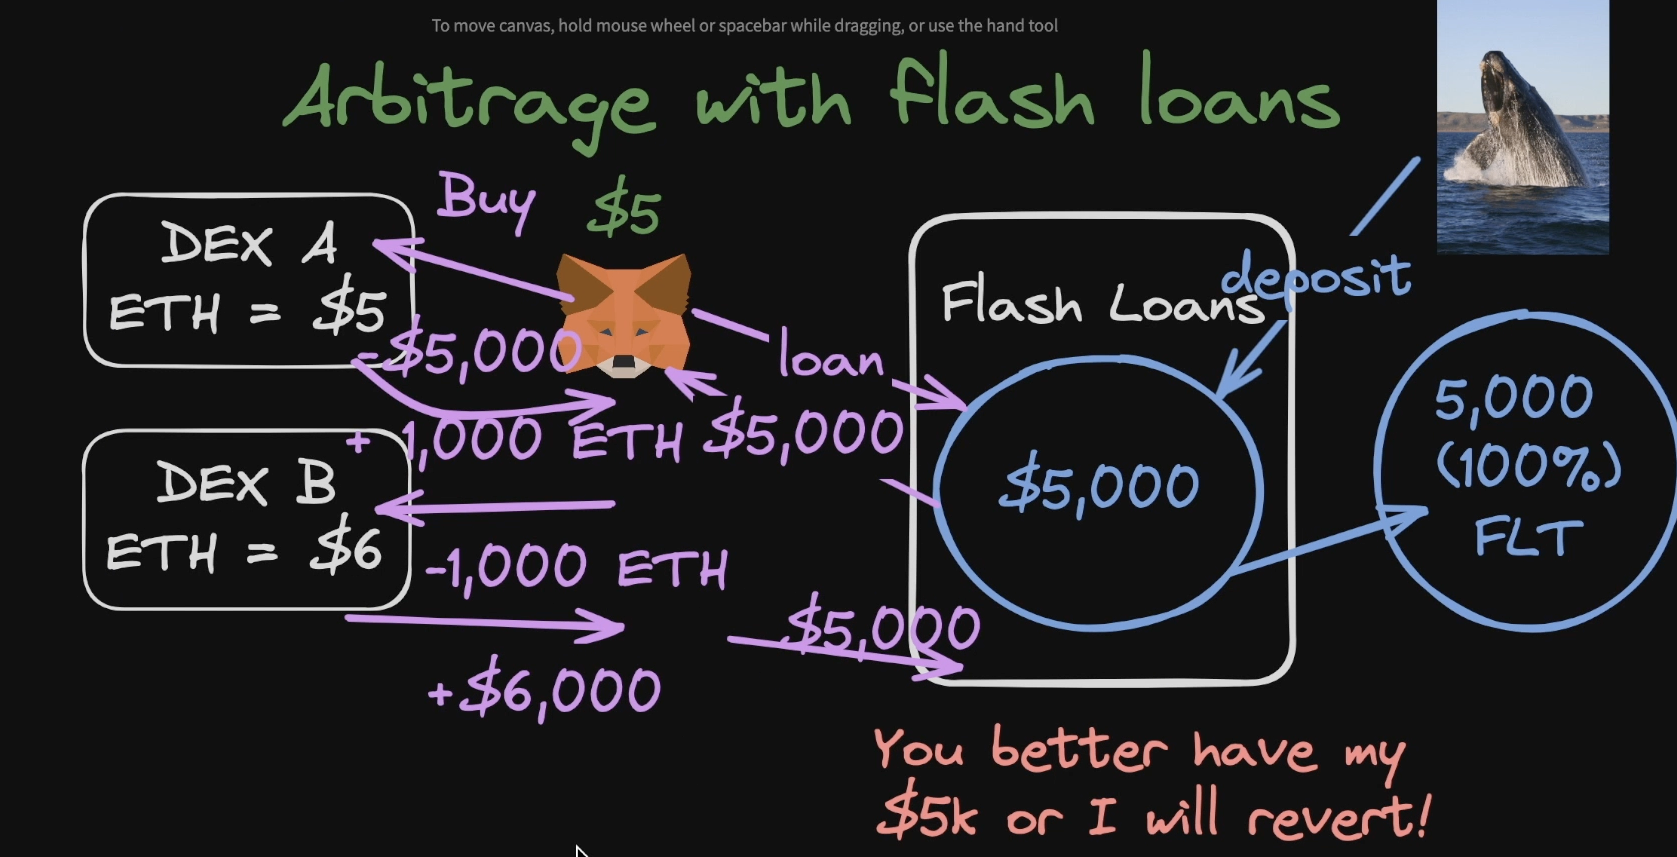 To move canvas, hold mouse wheel or spacebar while dragging, or use the hand tool
Arbitrage with flash loans
Buy
$5
DEX A
ETH = $5
-$5,000
+ 1,000 ETH
DEX B
ETH = $6
-1,000 ETH
+$6,000
loan
$5,000
$5,000
Flash Loans
deposit
$5,000
5,000
(100%)
FLT
You better have my
$5k or I will revert!